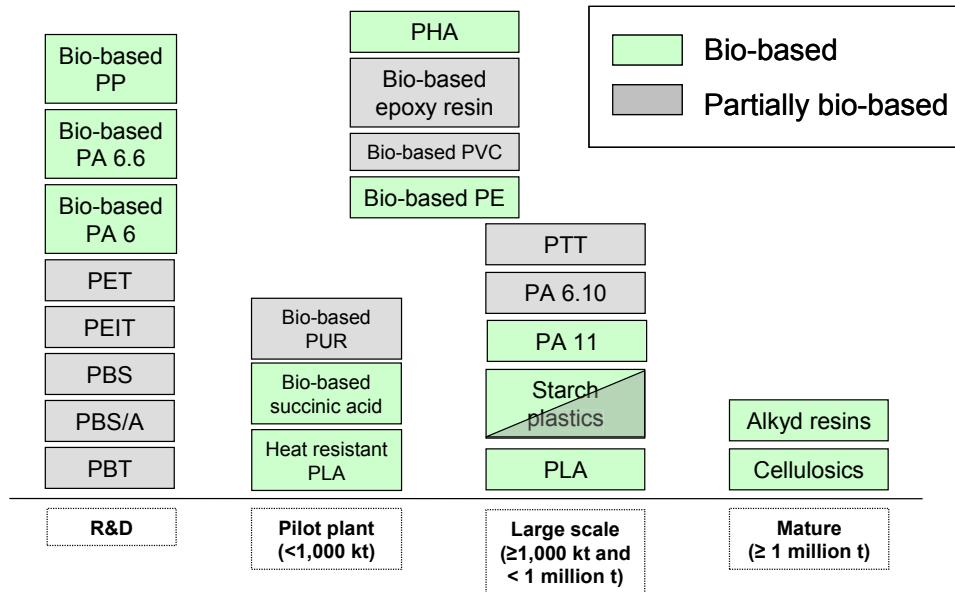 Bio-based
PP
Bio-based
PA 6.6
Bio-based
PA 6
PET
PEIT
PBS
PBS/A
PBT
R&D
Bio-based
PUR
Bio-based
succinic acid
Heat resistant
PLA
Pilot plant
(<1,000 kt)
PHA
Bio-based
epoxy resin
Bio-based PVC
Bio-based PE
PTT
PA 6.10
PA 11
Starch
plastics
PLA
Large scale
(≥1,000 kt and
< 1 million t)
Alkyd resins
Cellulosics
Mature
(≥ 1 million t)
Bio-based
Partially bio-based